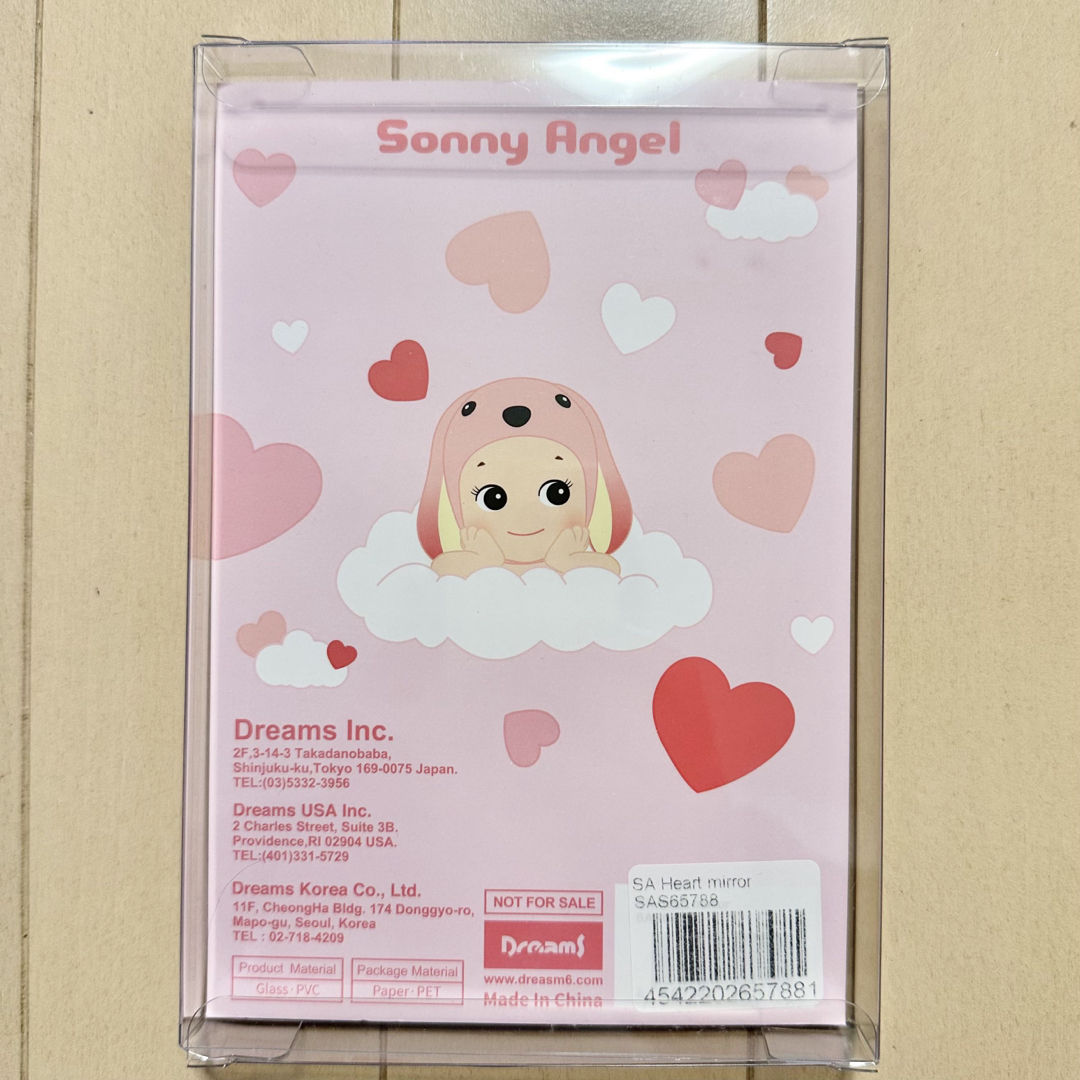 Sonny Angel
Dreams Inc.
2F,3-14-3 Takadanobaba,
Shinjuku-ku,Tokyo 169-0075 Japan.
TEL:(03)5332-3956
Dreams USA Inc.
2 Charles Street, Suite 3B.
Providence,RI 02904 USA.
TEL:(401)331-5729
Dreams Korea Co., Ltd.
11F, CheongHa Bldg. 174 Donggyo-ro,
Mapo-gu, Seoul, Korea
TEL : 02-718-4209
Product Material
Glass·PVC
Package Material
Paper·PET
NOT FOR SALE
DreamS
www.dreasm6.com
Made In China
SA Heart mirror
SAS65788
4542202657881